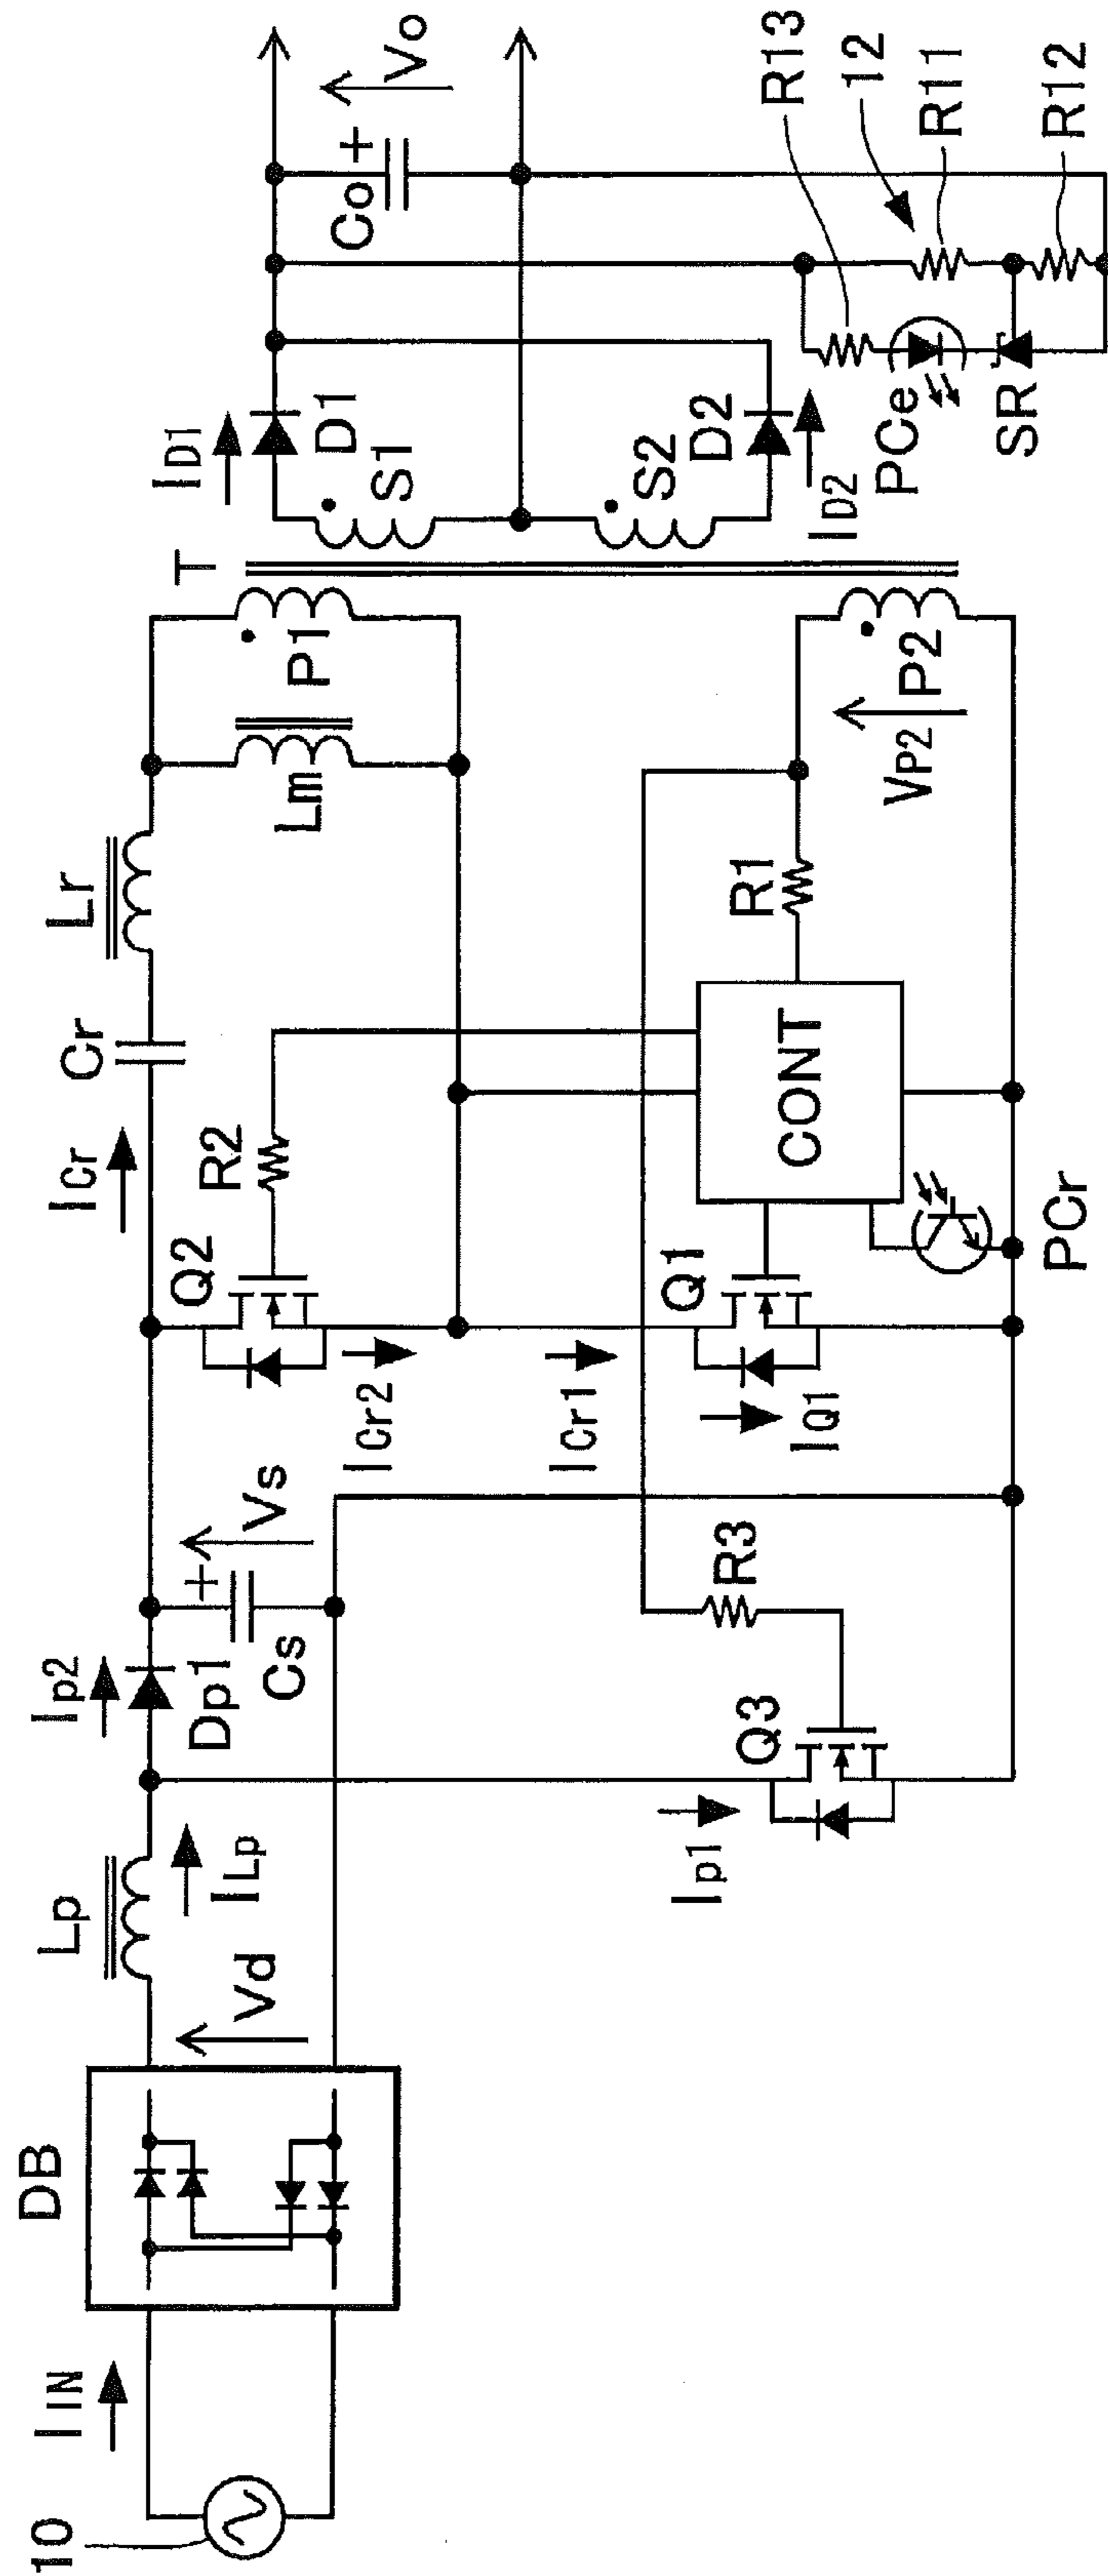 10
I IN
DB
Vd
Lp
I Lp
Ip2
Dp1
Cs
+
Vs
Ip1
Q3
R3
ICr
Q2
R2
ICr2
ICr1
Q1
IQ1
PCr
CONT
R1
Cr
Lr
Lm
P1
T
VP2
P2
ID1
D1
S1
S2
D2
ID2
Co
+
Vo
PCe
SR
R13
12
R11
R12